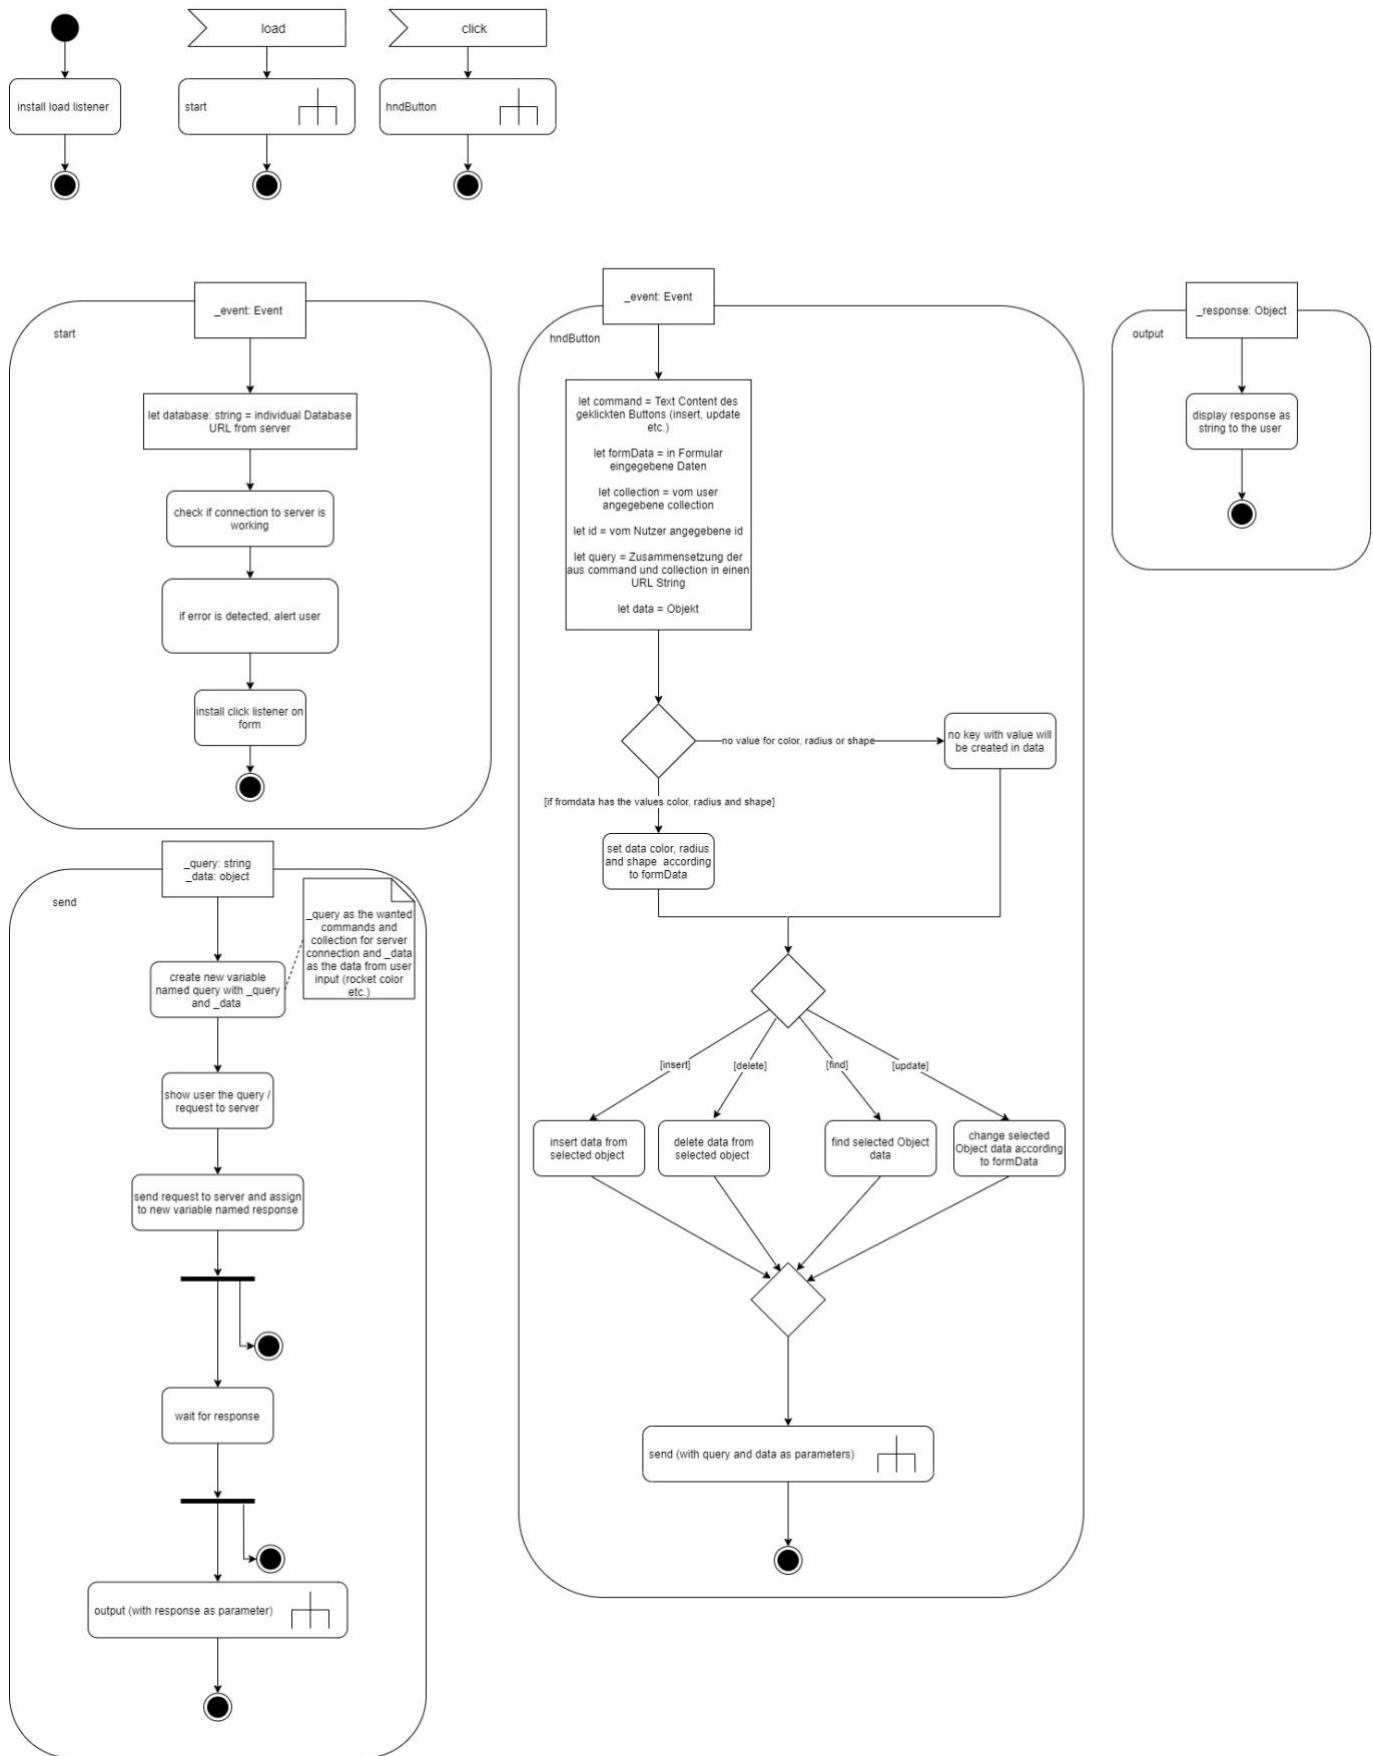 load
click
install load listener
start
hndButton
_event: Event
start
let database: string = individual Database
URL from server
check if connection to server is
working
if error is detected, alert user
install click listener on
form
_event: Event
hndButton
let command = Text Content des
geklickten Buttons (insert, update
etc.)
let formData = in Formular
eingegebene Daten
let collection = vom user
angegebene collection
let id = vom Nutzer angegebene id
let query = Zusammensetzung der
aus command und collection in einen
URL String
let data = Objekt
no value for color, radius or shape
no key with value will
be created in data
[if fromdata has the values color, radius and shape]
set data color, radius
and shape according
to formData
[insert]
[delete]
[find]
[update]
insert data from
selected object
delete data from
selected object
find selected Object
data
change selected
Object data according
to formData
send (with query and data as parameters)
_response: Object
output
display response as
string to the user
_query: string
_data: object
send
_query as the wanted
commands and
collection for server
connection and _data
as the data from user
input (rocket color
etc.)
create new variable
named query with _query
and _data
show user the query /
request to server
send request to server and assign
to new variable named response
wait for response
output (with response as parameter)